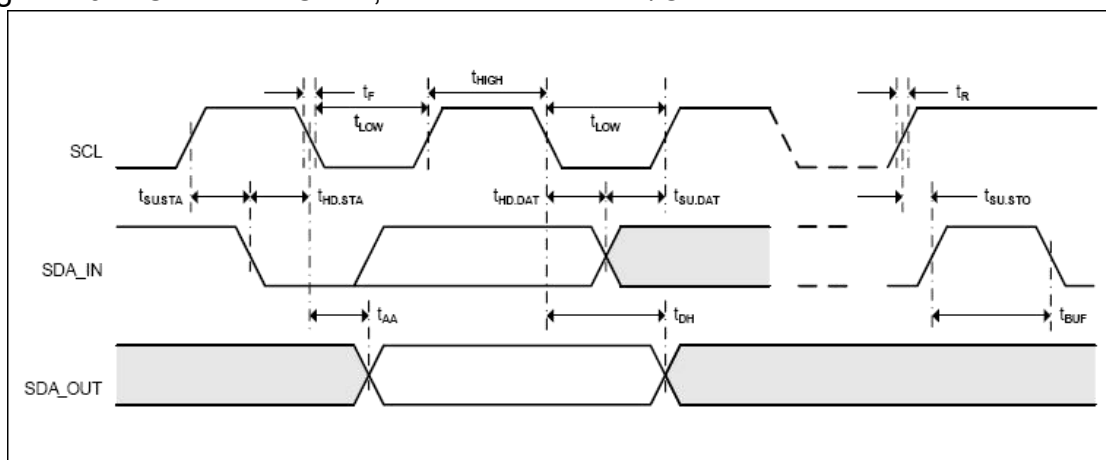 tF
tHIGH
tR
tLOW
tLOW
SCL
tSU.STA
tHD.STA
tHD.DAT
tSU.DAT
tSU.STO
SDA_IN
tAA
tDH
tBUF
SDA_OUT